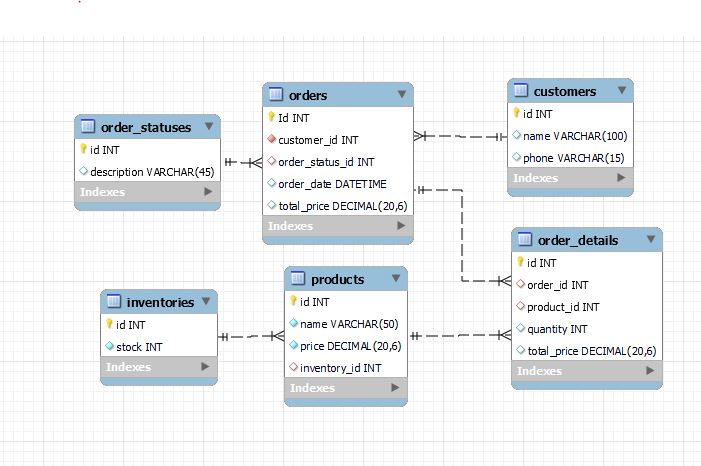 order_statuses
id INT
description VARCHAR(45)
Indexes
orders
Id INT
customer_id INT
order_status_id INT
order_date DATETIME
total_price DECIMAL(20,6)
Indexes
customers
id INT
name VARCHAR(100)
phone VARCHAR(15)
Indexes
inventories
id INT
stock INT
Indexes
products
id INT
name VARCHAR(50)
price DECIMAL(20,6)
inventory_id INT
Indexes
order_details
id INT
order_id INT
product_id INT
quantity INT
total_price DECIMAL(20,6)
Indexes